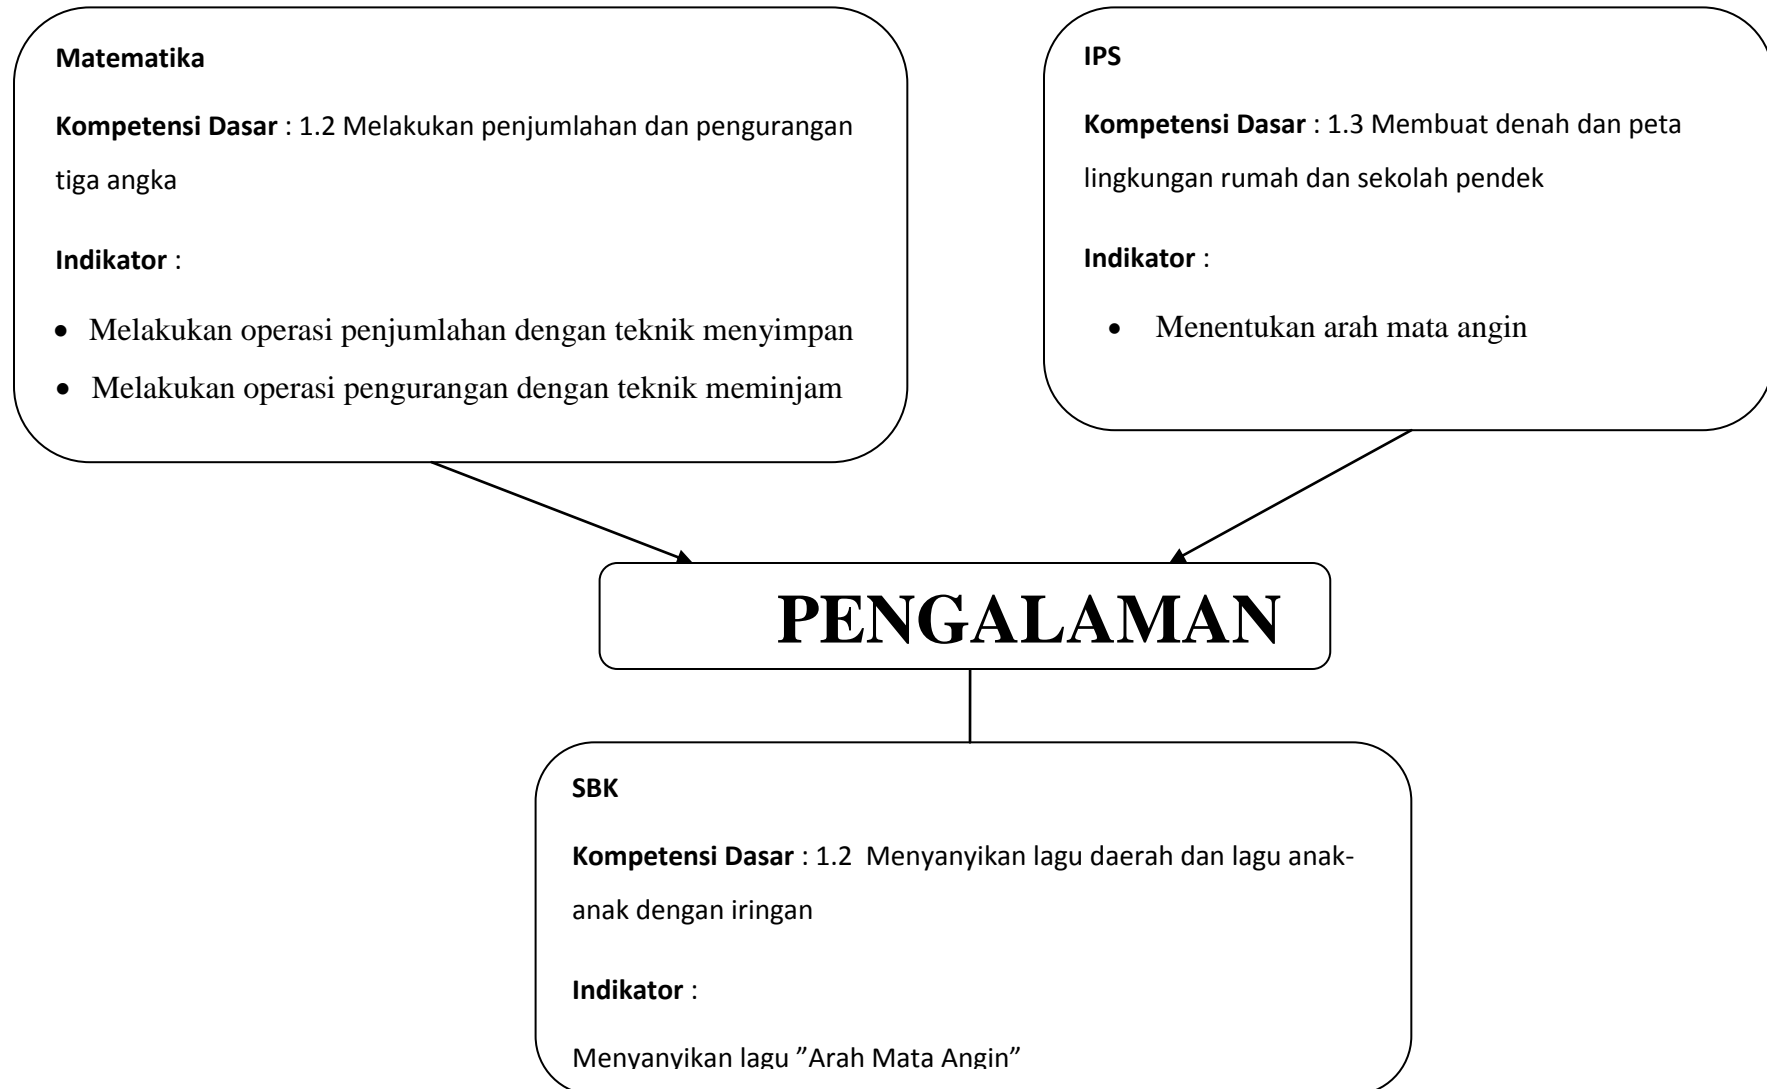 Matematika
Kompetensi Dasar : 1.2 Melakukan penjumlahan dan pengurangan
tiga angka
Indikator :
• Melakukan operasi penjumlahan dengan teknik menyimpan
• Melakukan operasi pengurangan dengan teknik meminjam
IPS
Kompetensi Dasar : 1.3 Membuat denah dan peta
lingkungan rumah dan sekolah pendek
Indikator :
• Menentukan arah mata angin
PENGALAMAN
SBK
Kompetensi Dasar : 1.2 Menyanyikan lagu daerah dan lagu anak-
anak dengan iringan
Indikator :
Menyanyikan lagu ”Arah Mata Angin”